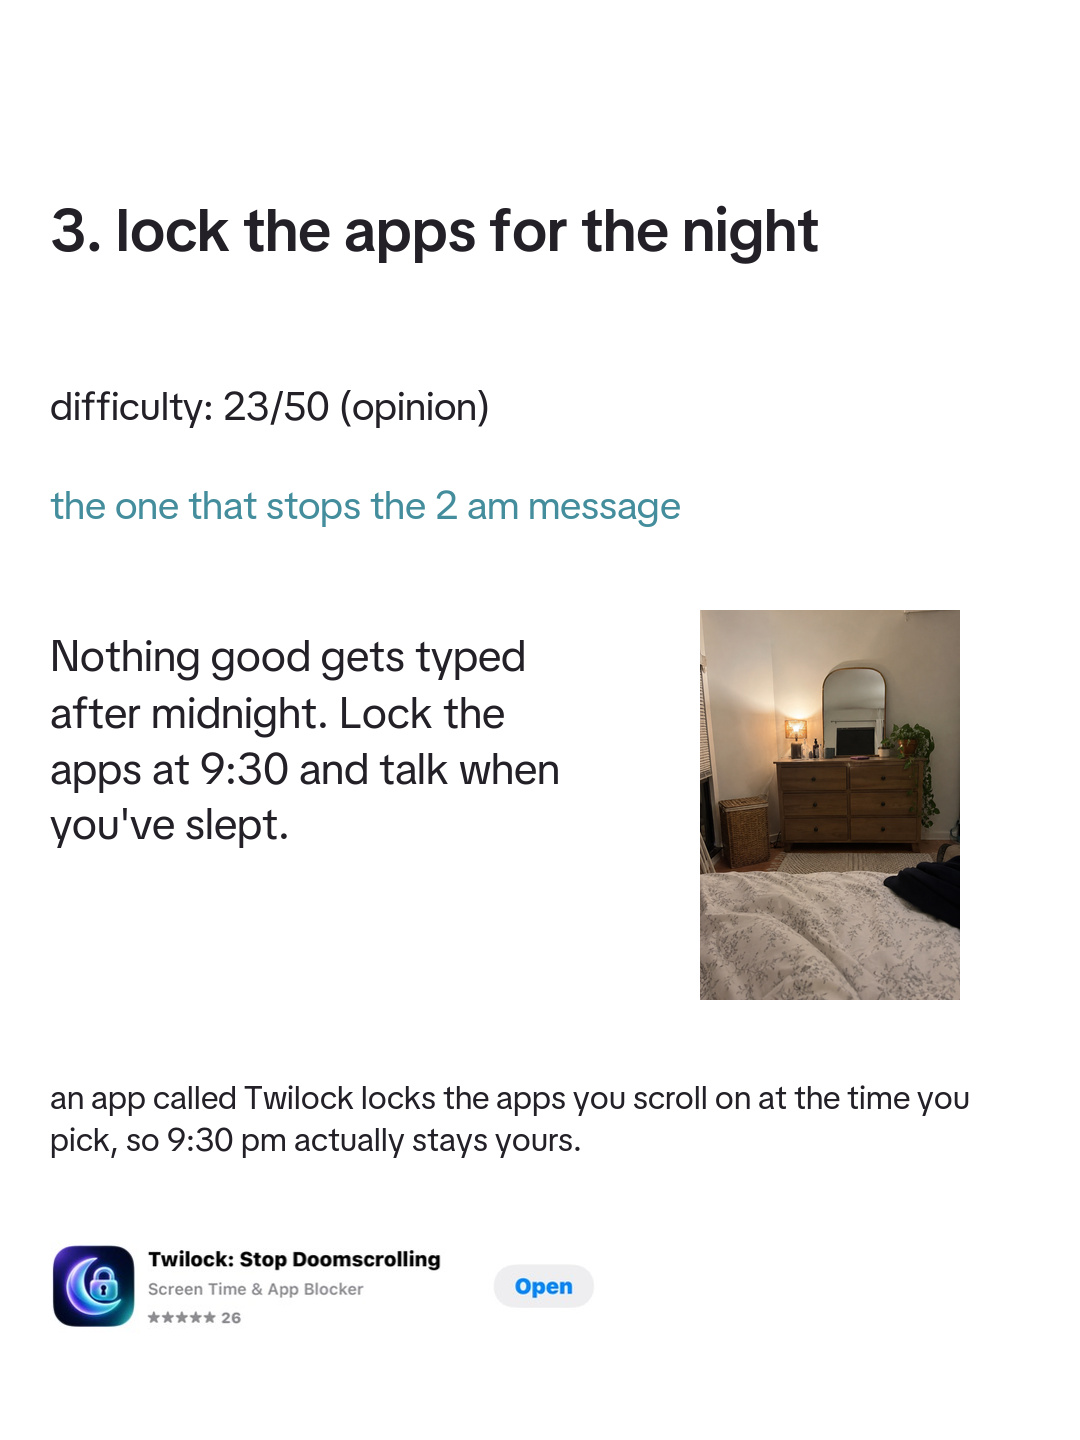 3. lock the apps for the night
difficulty: 23/50 (opinion)
the one that stops the 2 am message
Nothing good gets typed
after midnight. Lock the
apps at 9:30 and talk when
you've slept.
an app called Twilock locks the apps you scroll on at the time you
pick, so 9:30 pm actually stays yours.
Twilock: Stop Doomscrolling
Screen Time & App Blocker
★★★★★ 26
Open